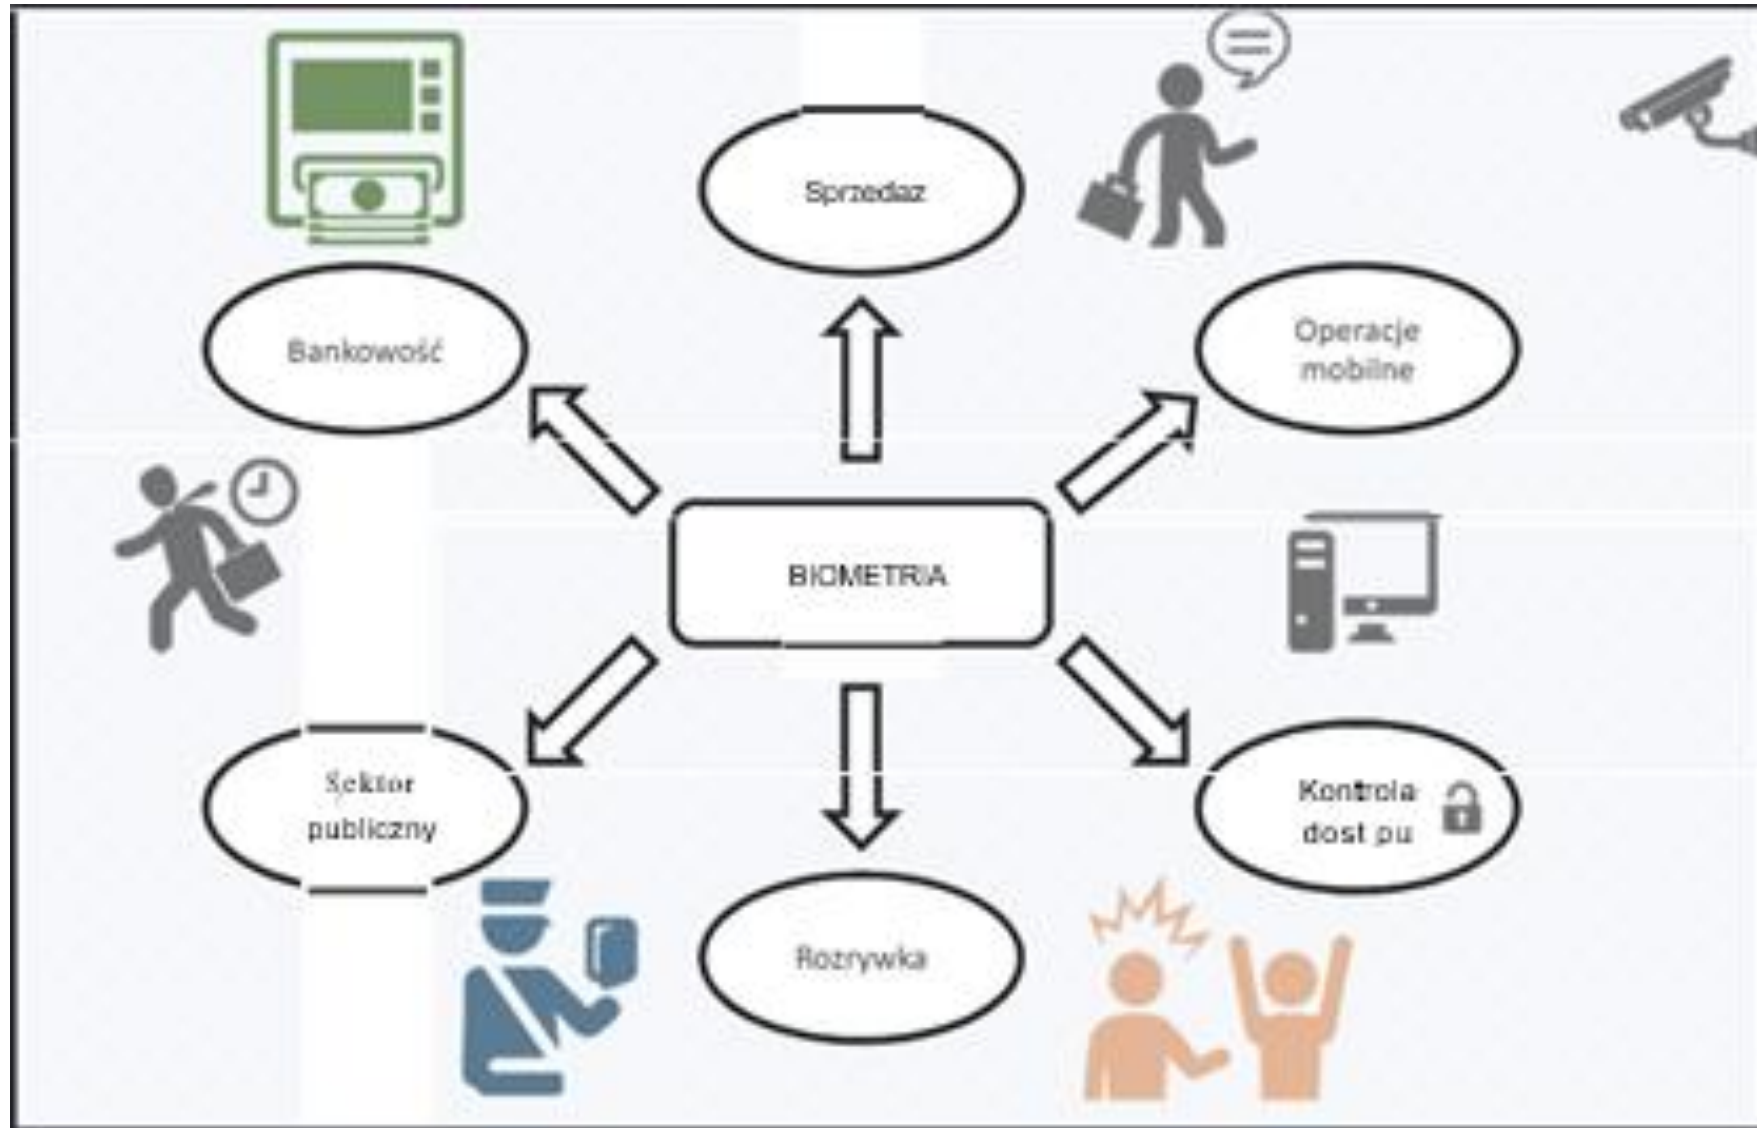 Sprzedaz
Bankowość
Operacje
mobilne
BIOMETRIA
Sektor
publiczny
Kontrola
dost pu
Rozrywka